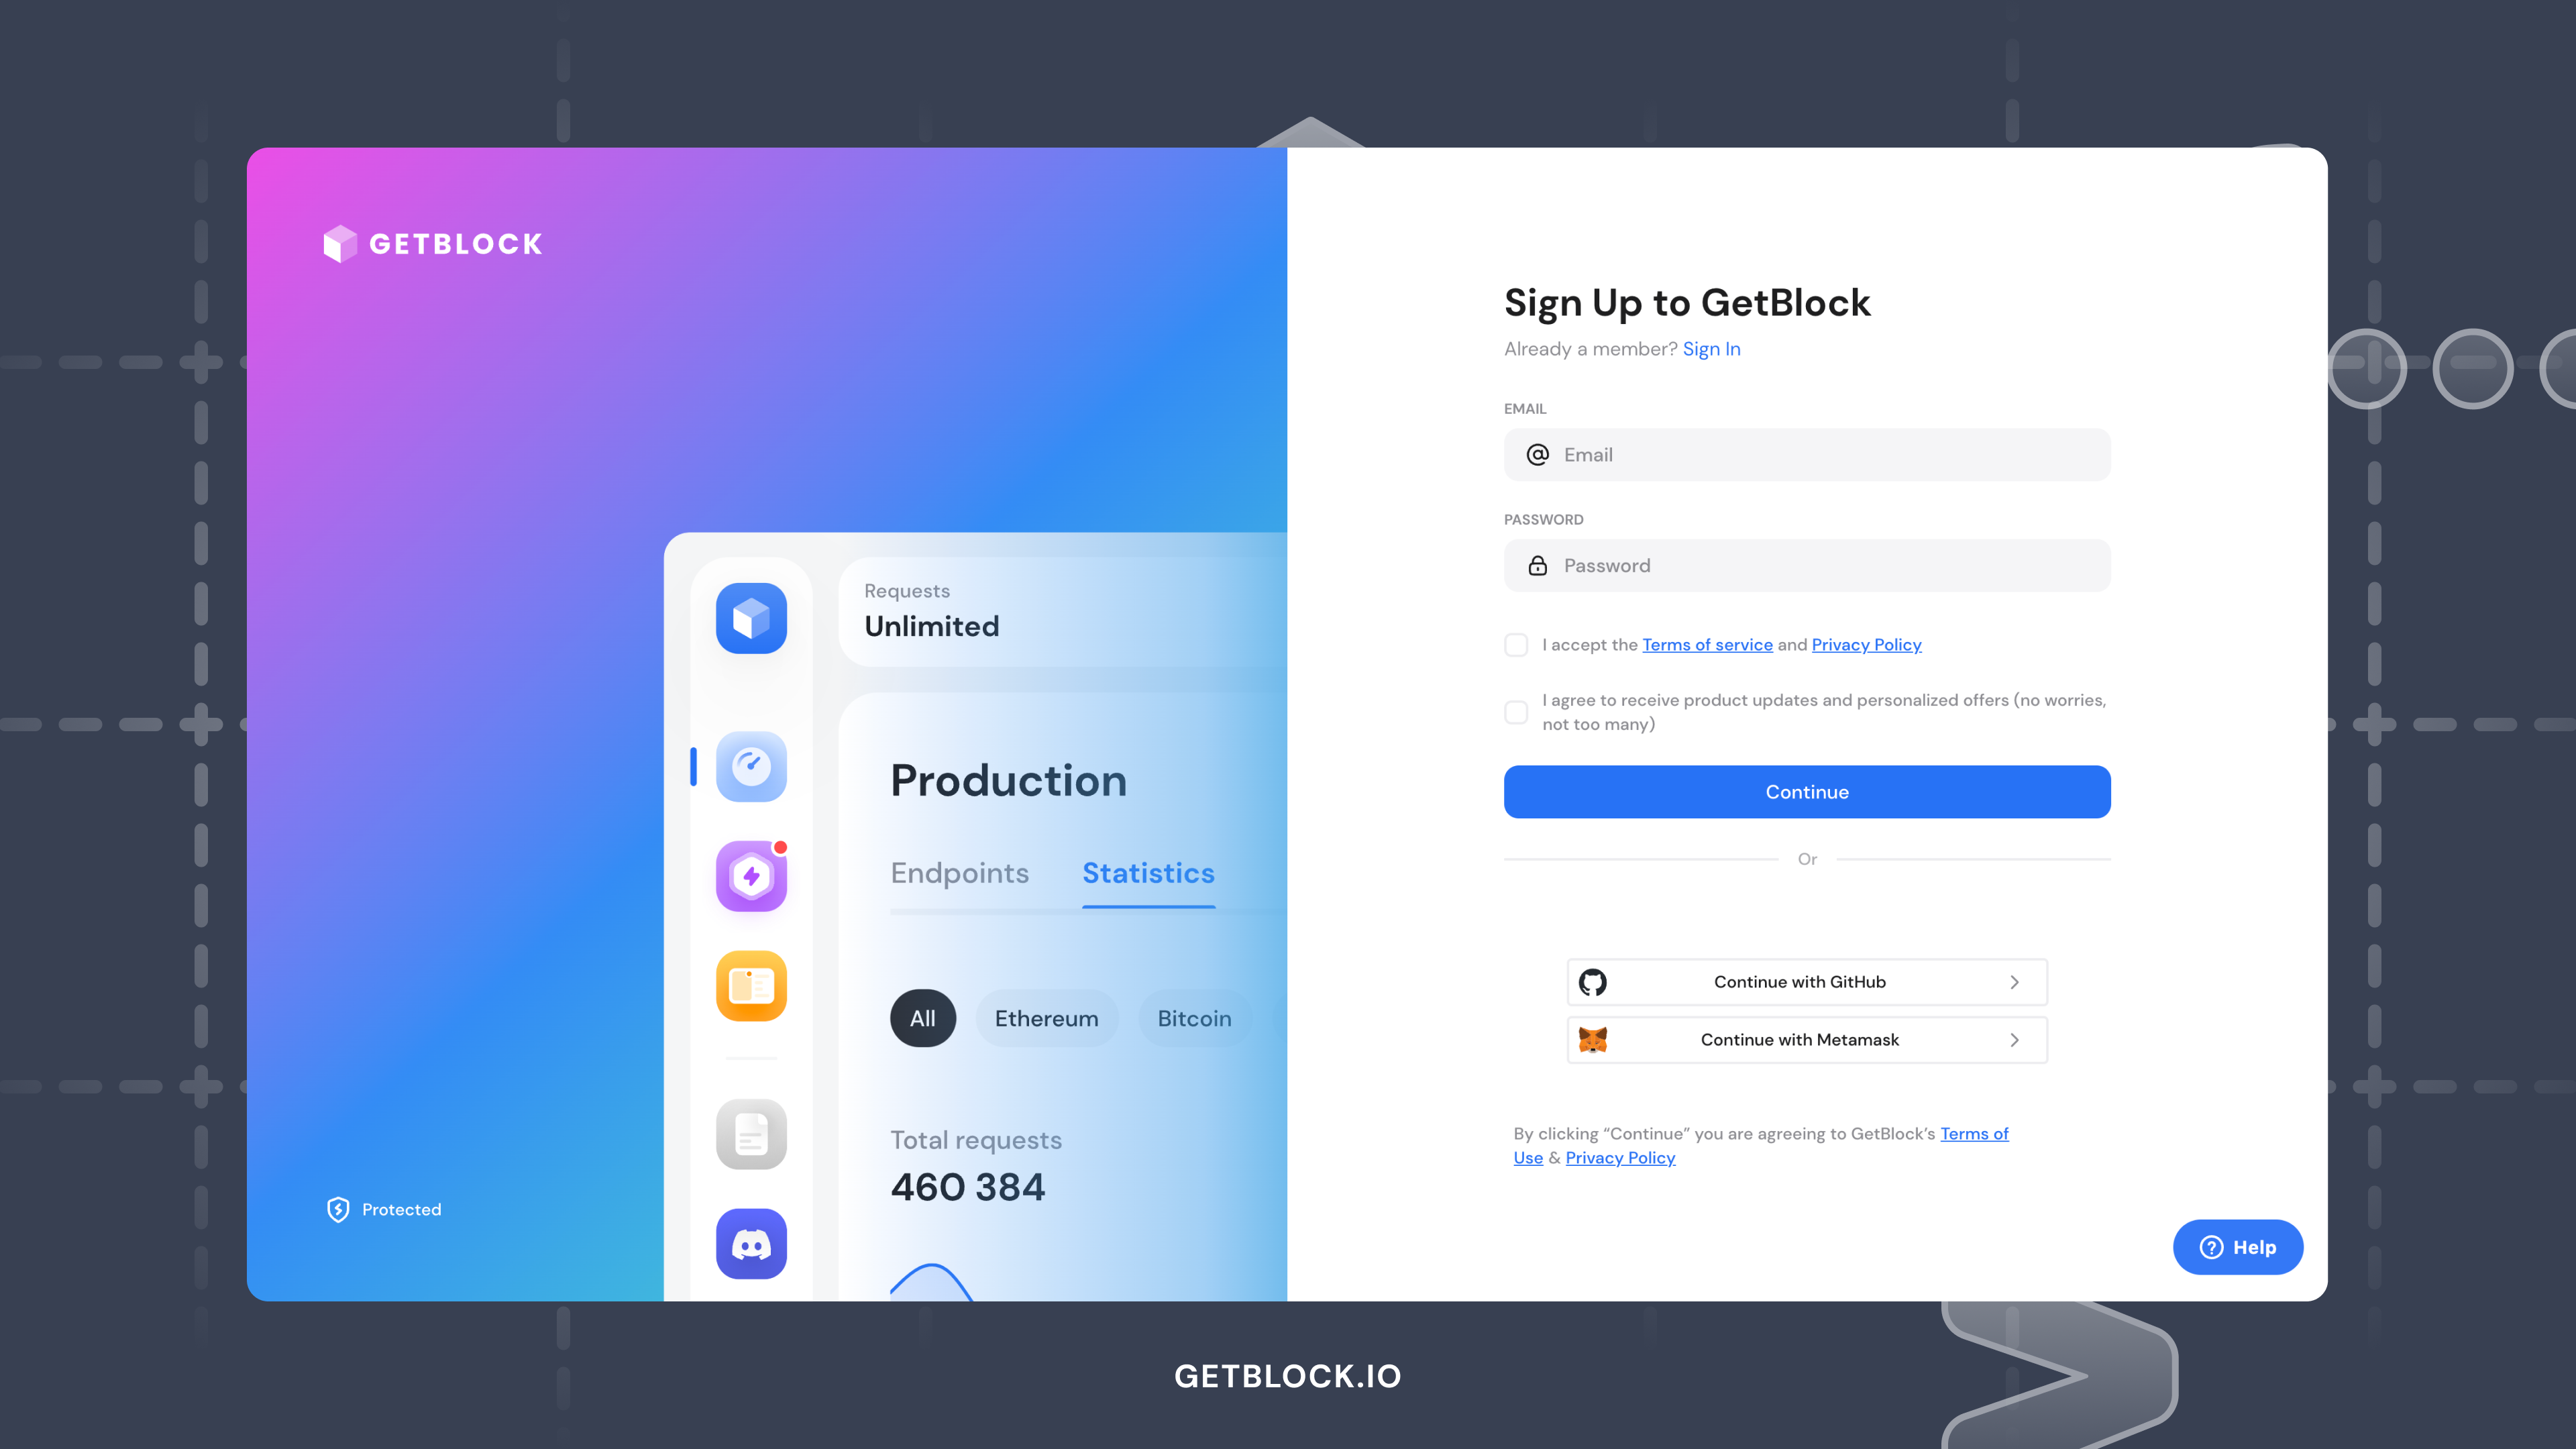 GETBLOCK
Requests
Unlimited
Production
Endpoints
Statistics
All
Ethereum
Bitcoin
Total requests
460 384
Protected
Sign Up to GetBlock
Already a member? Sign In
EMAIL
@ Email
PASSWORD
Password
I accept the Terms of service and Privacy Policy
I agree to receive product updates and personalized offers (no worries,
not too many)
Continue
Or
Continue with GitHub
Continue with Metamask
By clicking “Continue” you are agreeing to GetBlock’s Terms of
Use & Privacy Policy
Help
GETBLOCK.IO